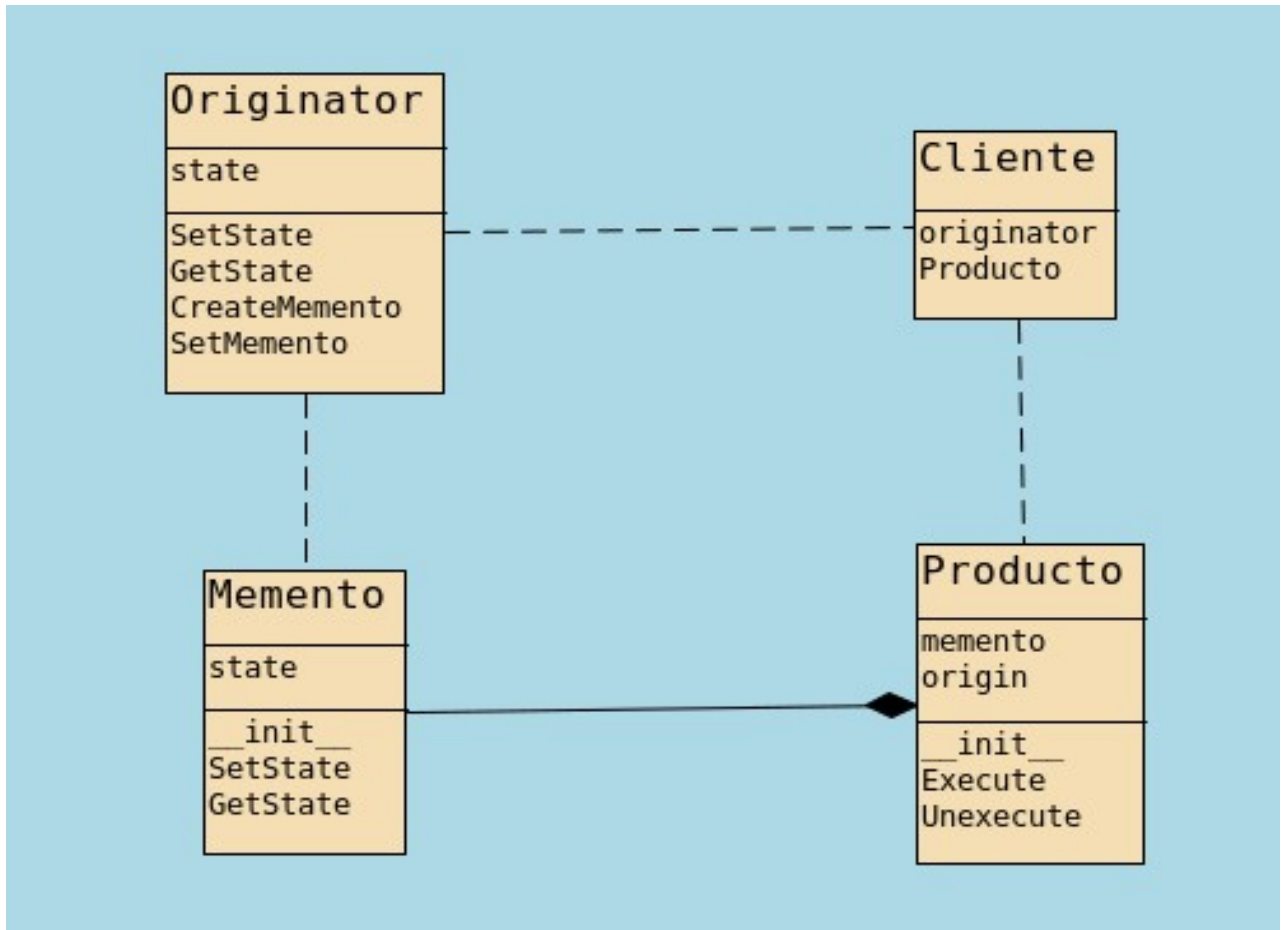 Originator
state
SetState
GetState
CreateMemento
SetMemento
Cliente
originator
Producto
Memento
state
__init__
SetState
GetState
Producto
memento
origin
__init__
Execute
Unexecute